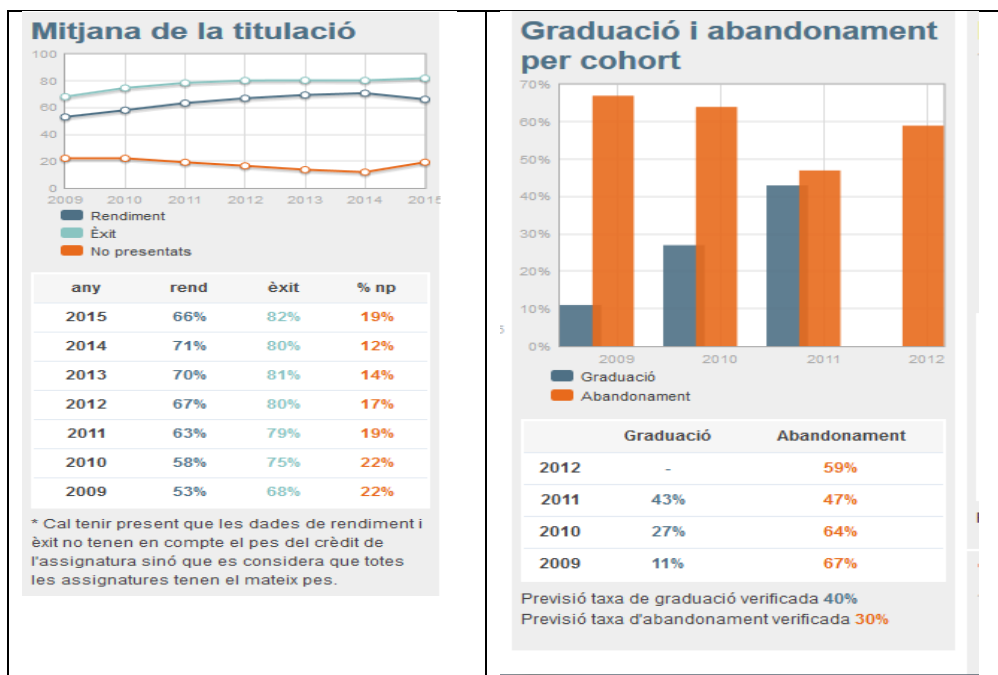 Mitjana de la titulació
100
80
60
40
20
0
2009 2010 2011 2012 2013 2014 2015
Rendiment
Èxit
No presentats
any rend èxit % np
2015 66% 82% 19%
2014 71% 80% 12%
2013 70% 81% 14%
2012 67% 80% 17%
2011 63% 79% 19%
2010 58% 75% 22%
2009 53% 68% 22%
* Cal tenir present que les dades de rendiment i
èxit no tenen en compte el pes del crèdit de
l'assignatura sinó que es considera que totes
les assignatures tenen el mateix pes.
Graduació i abandonament
per cohort
70%
60%
50%
40%
30%
20%
10%
0%
2009 2010 2011 2012
Graduació
Abandonament
Graduació Abandonament
2012 - 59%
2011 43% 47%
2010 27% 64%
2009 11% 67%
Previsió taxa de graduació verificada 40%
Previsió taxa d'abandonament verificada 30%